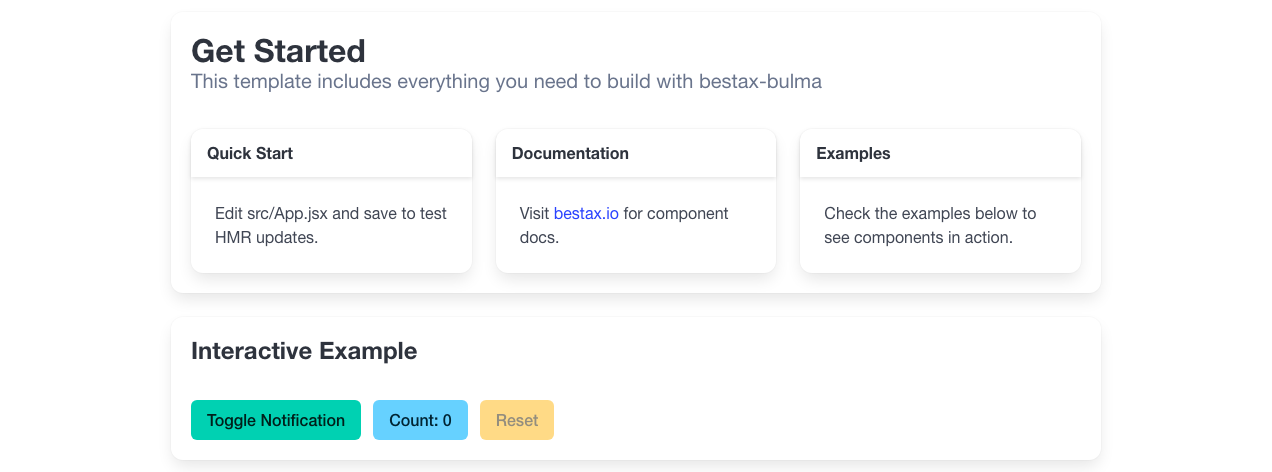 Get Started
This template includes everything you need to build with bestax-bulma
Quick Start
Edit src/App.jsx and save to test
HMR updates.
Documentation
Visit bestax.io for component
docs.
Examples
Check the examples below to
see components in action.
Interactive Example
Toggle Notification
Count: 0
Reset